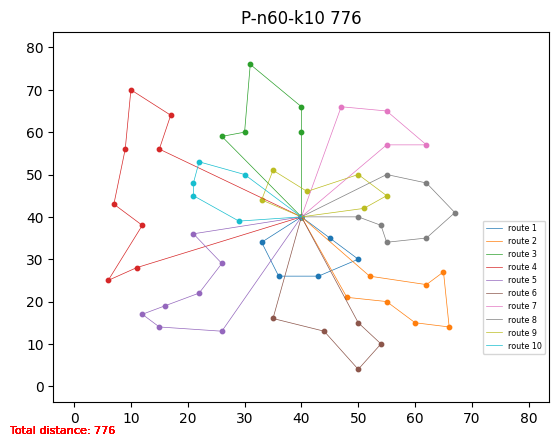 P-n60-k10 776
80
70
60
50
40
30
20
10
0
0 10 20 30 40 50 60 70 80
route 1
route 2
route 3
route 4
route 5
route 6
route 7
route 8
route 9
route 10
Total distance: 776